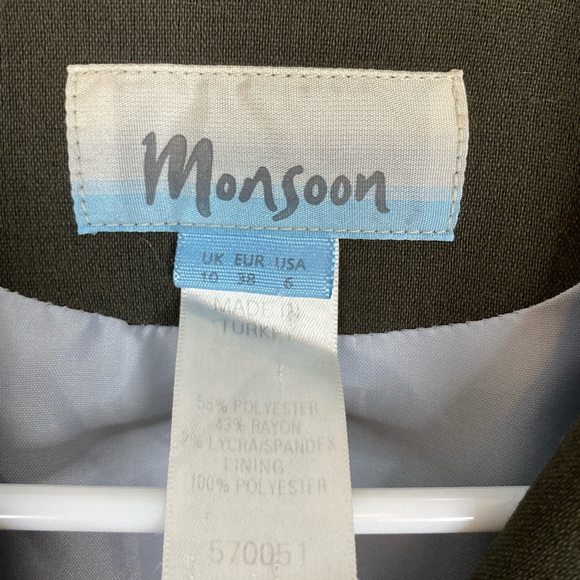 Monsoon
UK EUR USA
10 38 6
MADE IN
TURKEY
55% POLYESTER
43% RAYON
2% LYCRA/SPANDEX
LINING
100% POLYESTER
570051